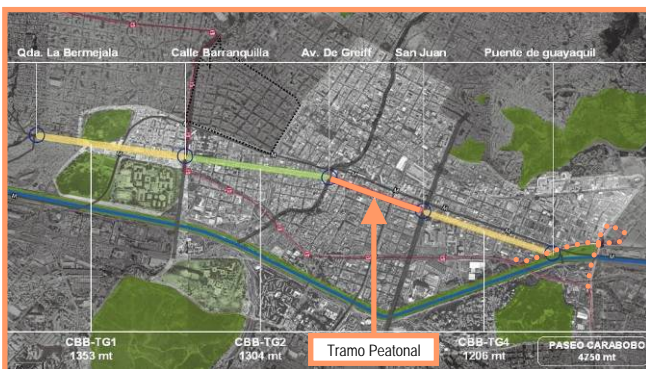 Qda. La Bermejala
Calle Barranquilla
Av. De Greiff
San Juan
Puente de guayaquil
CBB-TG1
1353 mt
CBB-TG2
1304 mt
Tramo Peatonal
CBB-TG4
1206 mt
PASEO CARABOBO
4750 mt